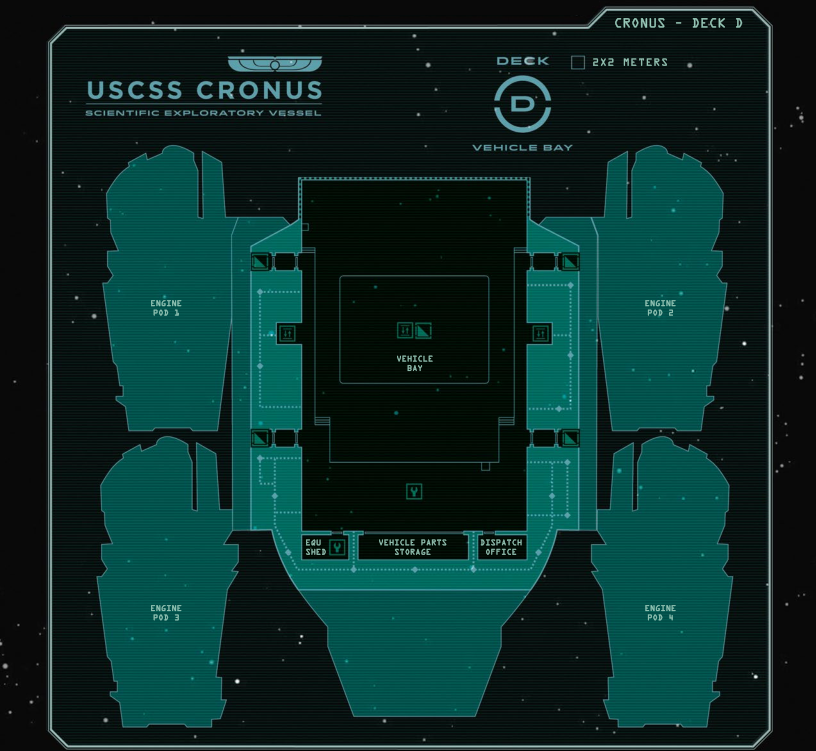 CRONUS - DECK D
USCSS CRONUS
SCIENTIFIC EXPLORATORY VESSEL
DECK
D
VEHICLE BAY
2X2 METERS
ENGINE
POD 1
ENGINE
POD 2
VEHICLE
BAY
EQU
SHED
VEHICLE PARTS
STORAGE
DISPATCH
OFFICE
ENGINE
POD 3
ENGINE
POD 4